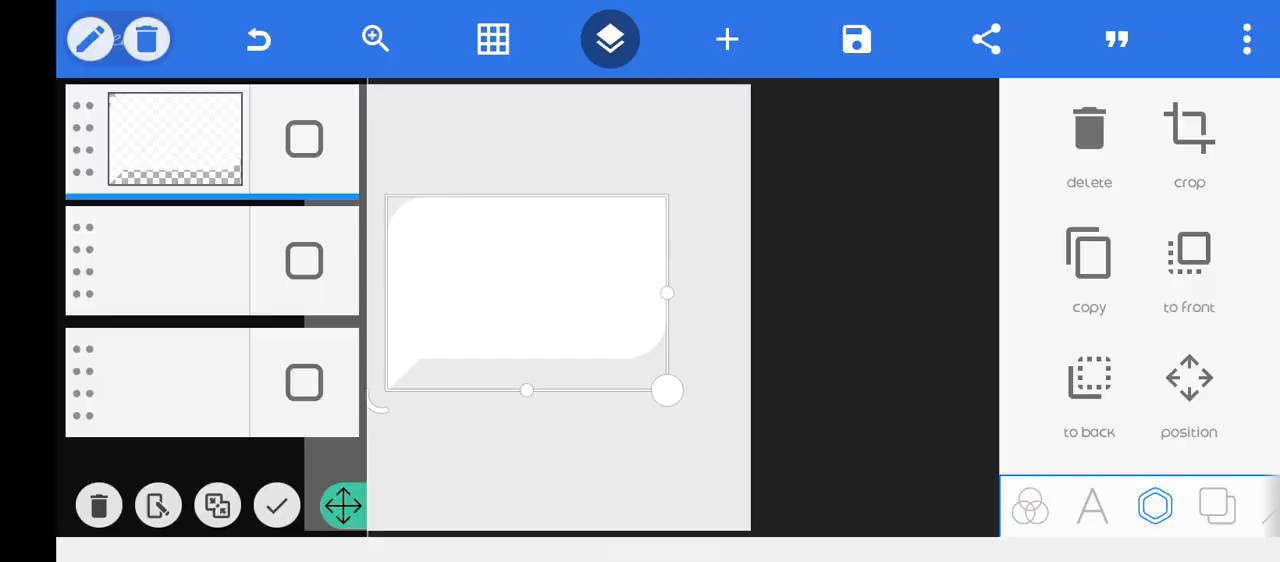 delete
crop
copy
to front
to back
position